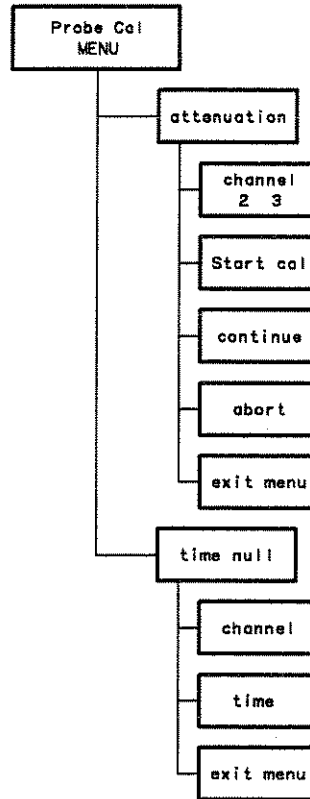 Probe Cal
MENU
attenuation
channel
2 3
Start cal
continue
abort
exit menu
time null
channel
time
exit menu